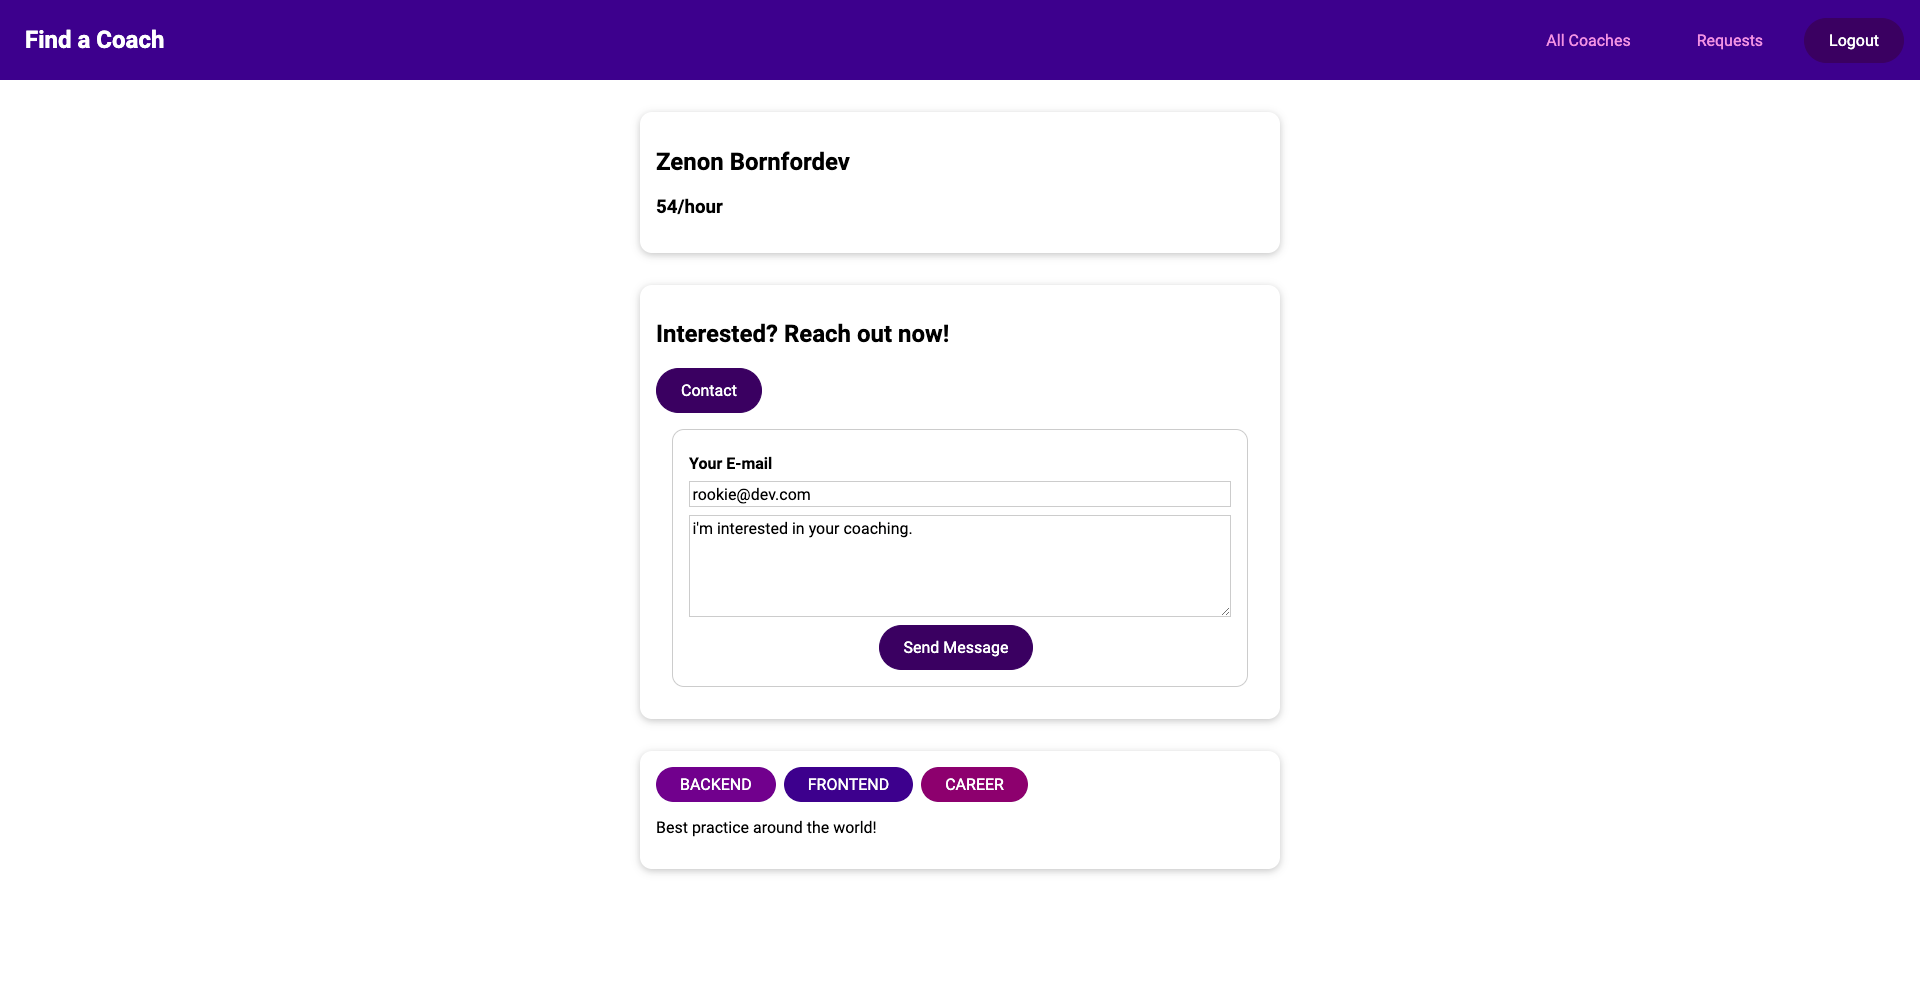 Find a Coach
All Coaches
Requests
Logout
Zenon Bornfordev
54/hour
Interested? Reach out now!
Contact
Your E-mail
rookie@dev.com
i'm interested in your coaching.
Send Message
BACKEND
FRONTEND
CAREER
Best practice around the world!